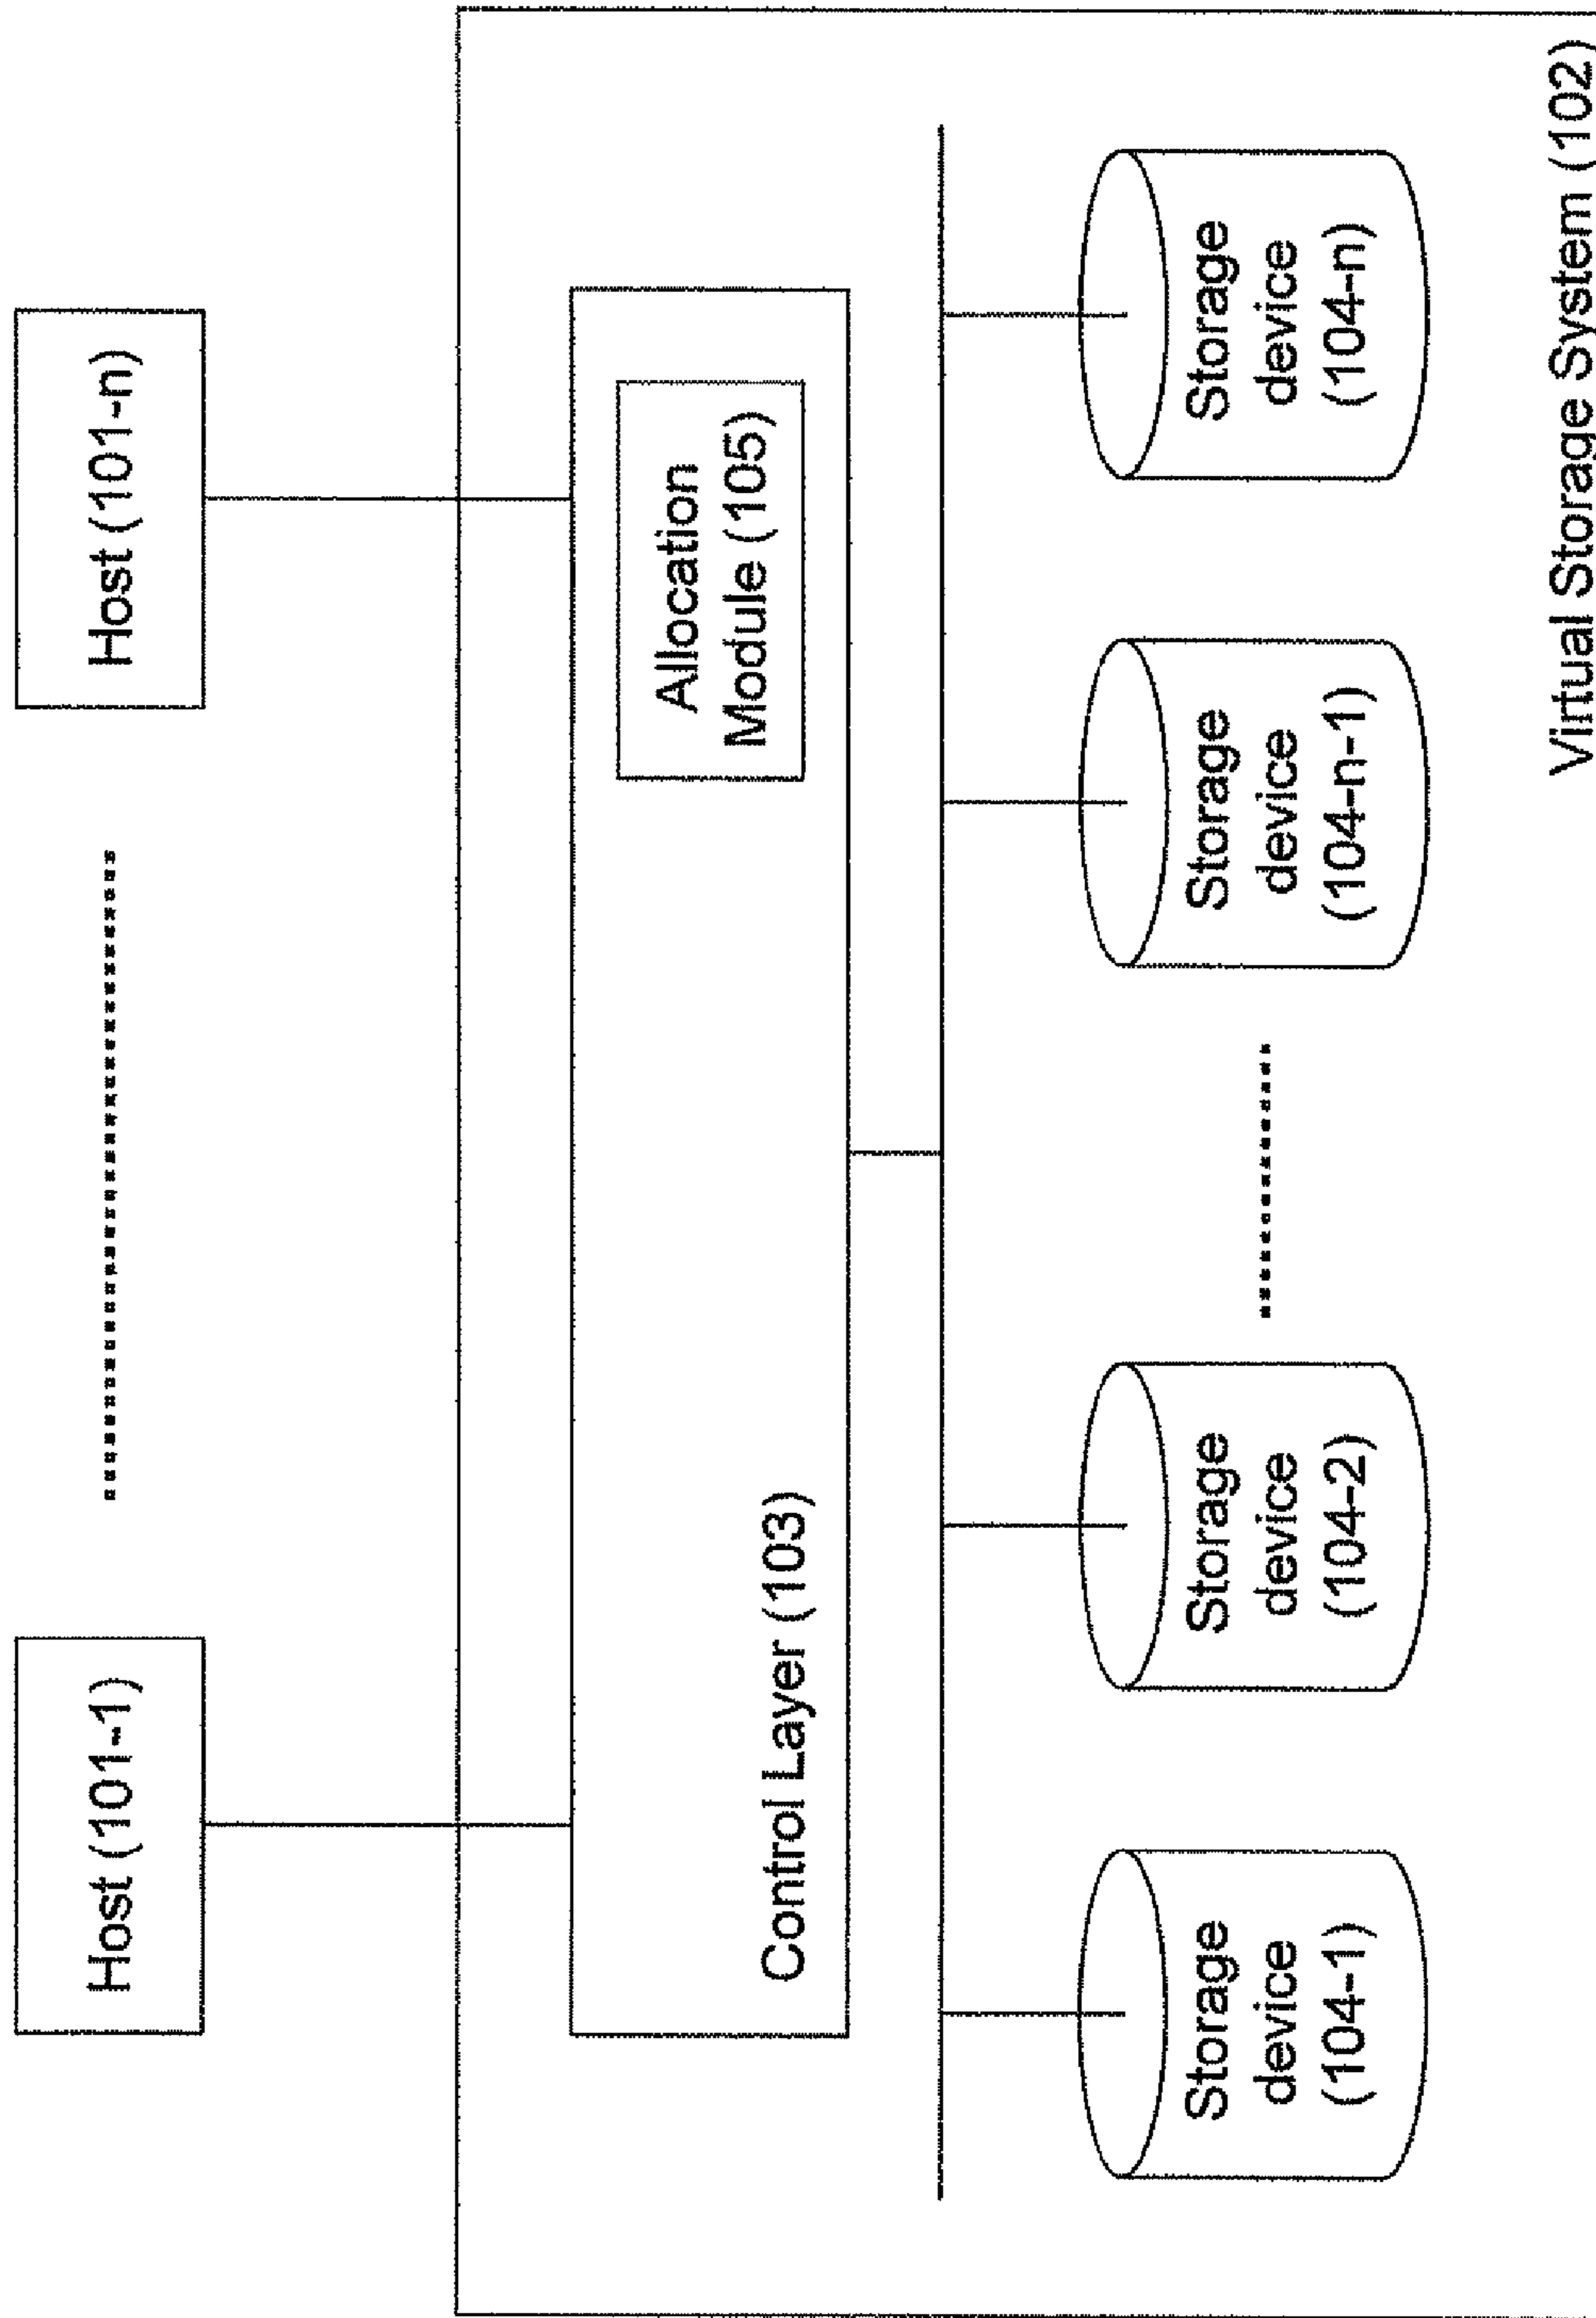 Host (101-1)
Host (101-n)
Allocation
Module (105)
Control Layer (103)
Storage
device
(104-1)
Storage
device
(104-2)
Storage
device
(104-n-1)
Storage
device
(104-n)
Virtual Storage System (102)